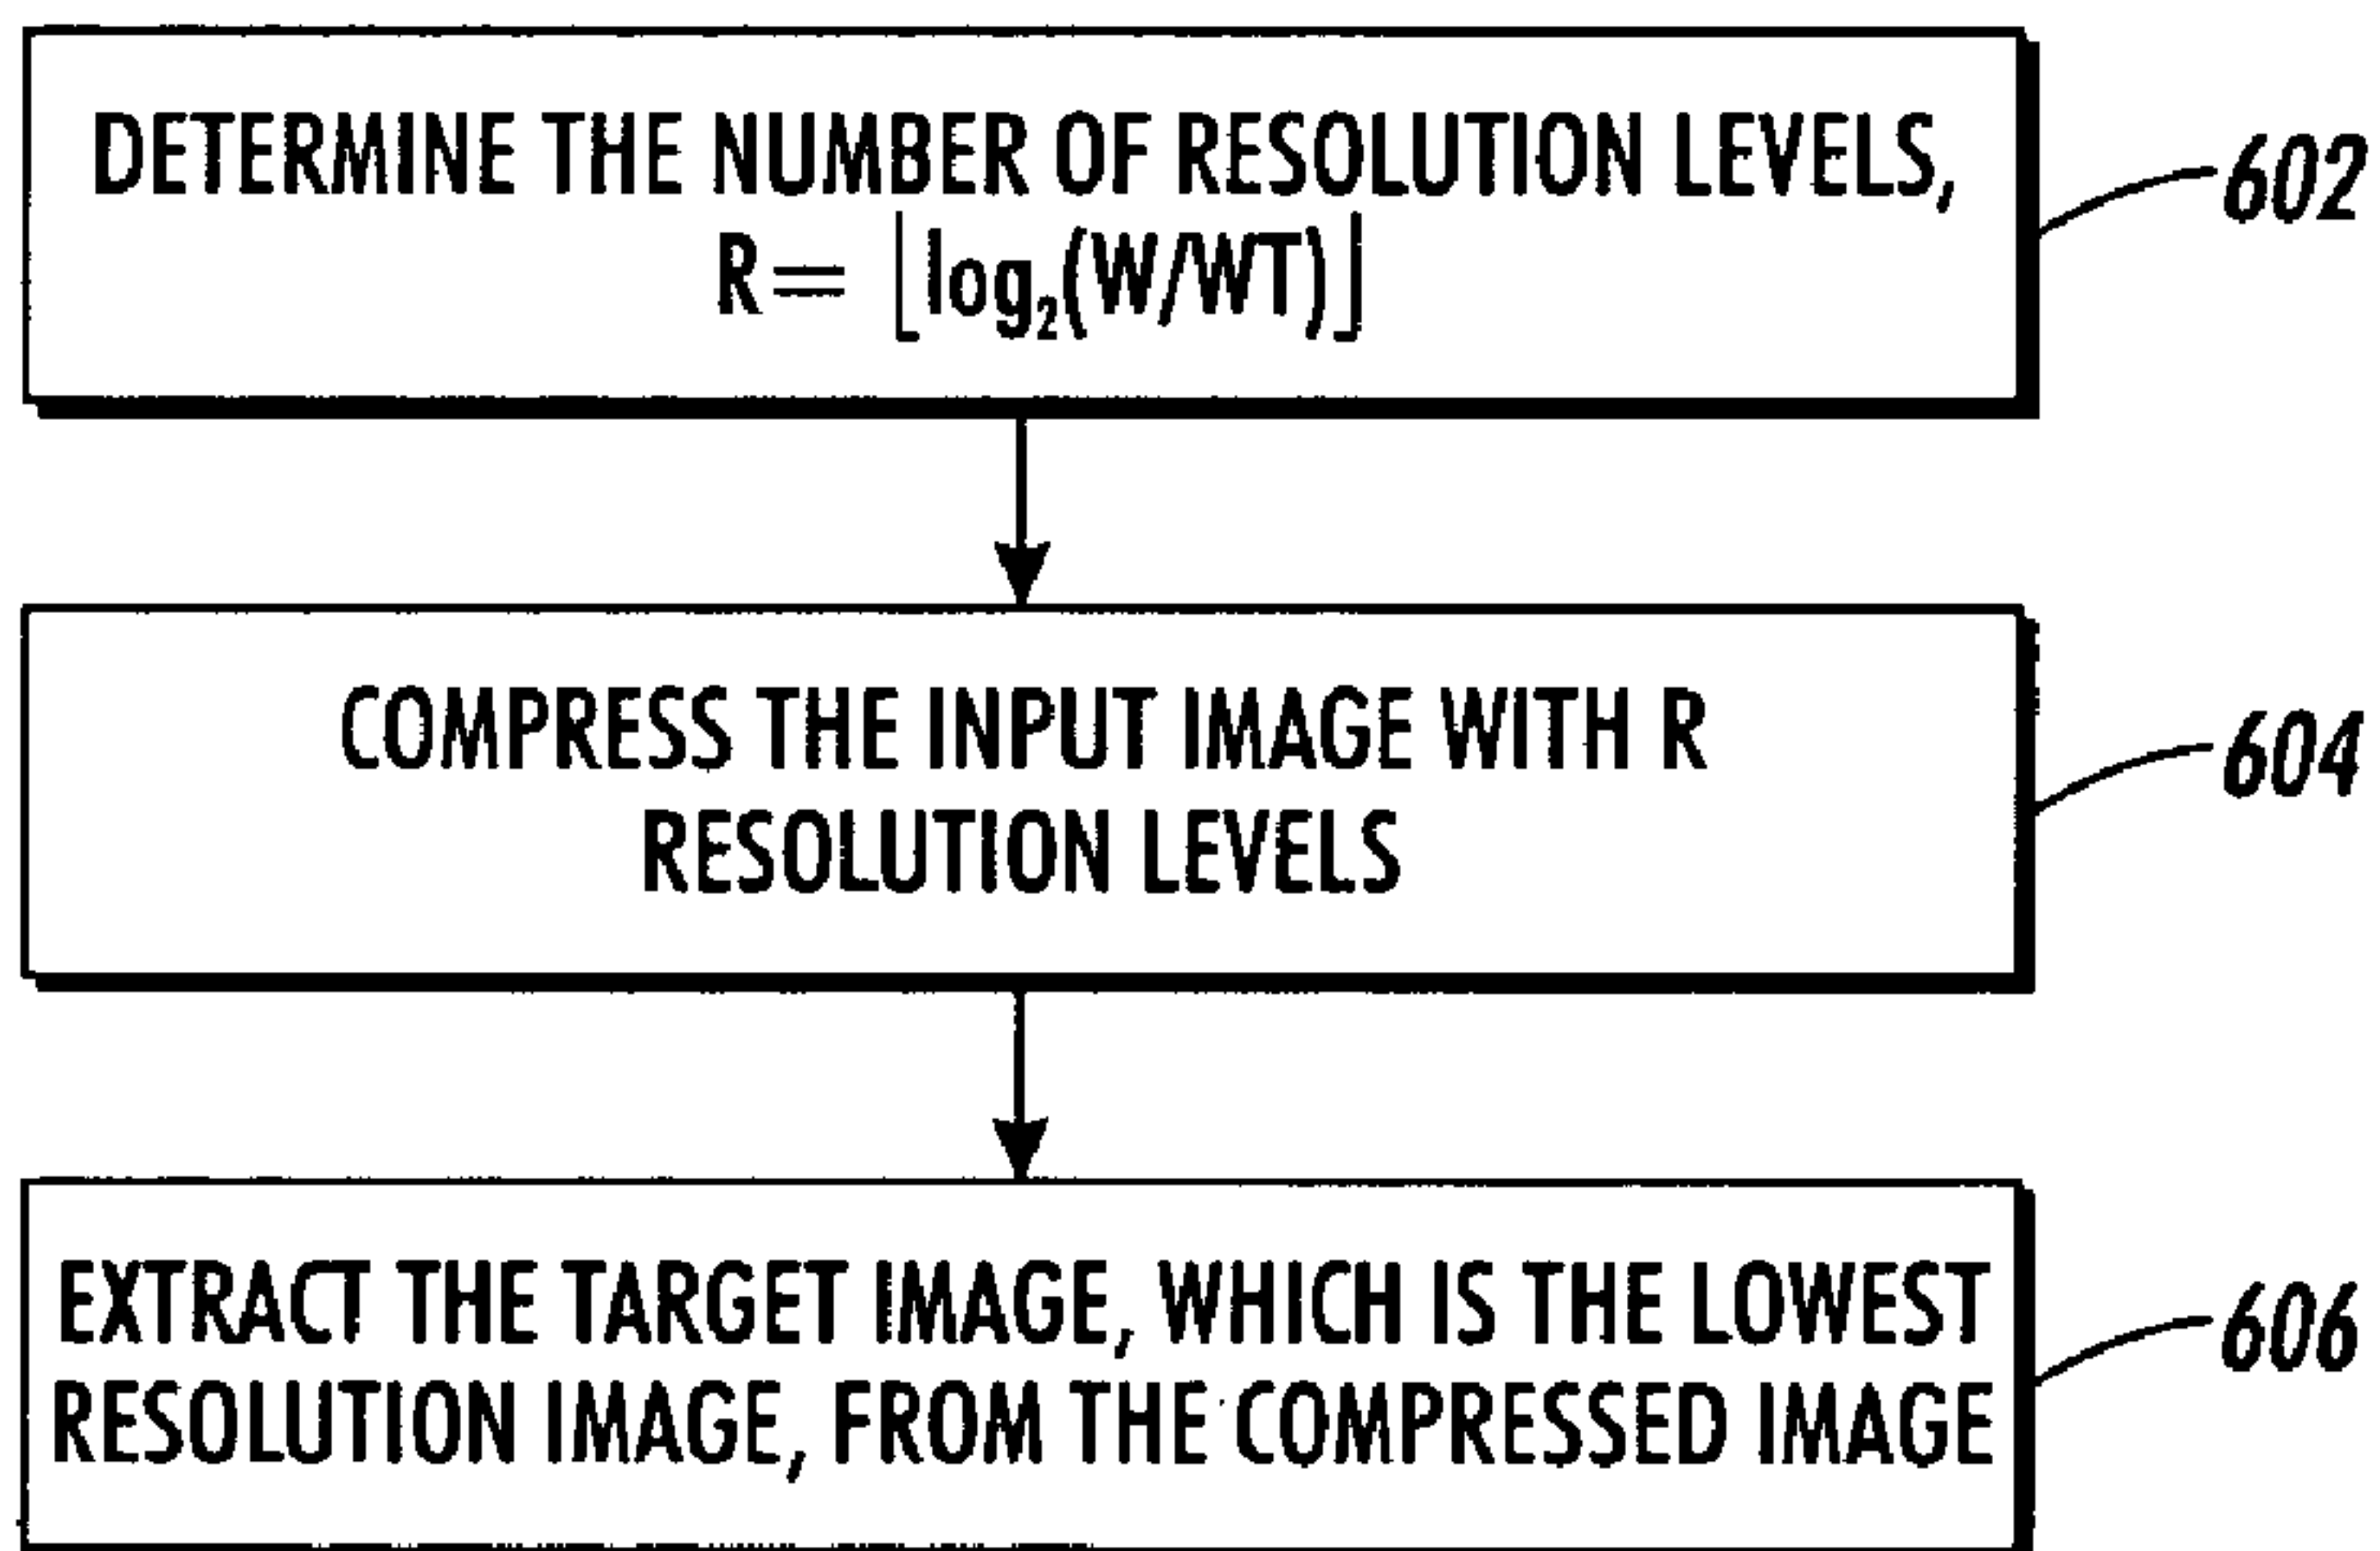 DETERMINE THE NUMBER OF RESOLUTION LEVELS,
R= ⌊log₂(W/WT)⌋
602
COMPRESS THE INPUT IMAGE WITH R
RESOLUTION LEVELS
604
EXTRACT THE TARGET IMAGE, WHICH IS THE LOWEST
RESOLUTION IMAGE, FROM THE COMPRESSED IMAGE
606